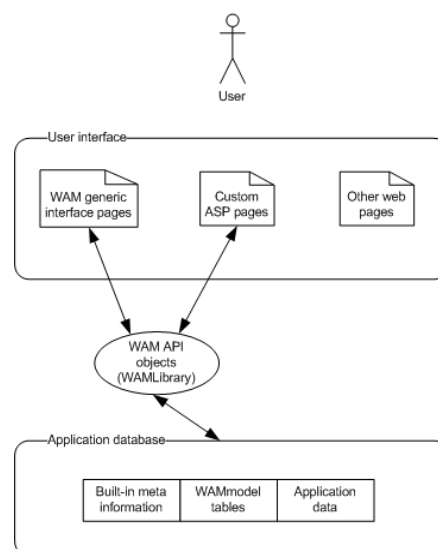 User
User interface
WAM generic
interface pages
Custom
ASP pages
Other web
pages
WAM API
objects
(WAMLibrary)
Application database
Built-in meta
information
WAMmodel
tables
Application
data